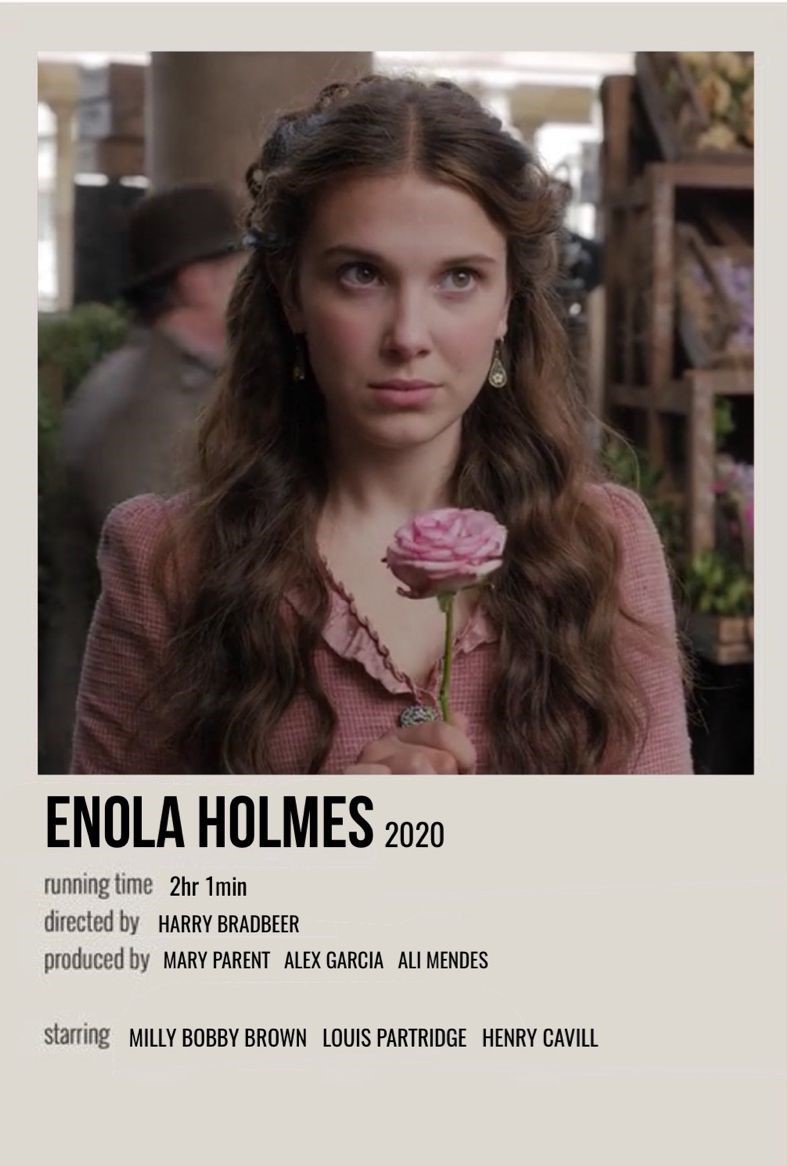 ENOLA HOLMES 2020
running time 2hr 1min
directed by HARRY BRADBEER
produced by MARY PARENT ALEX GARCIA ALI MENDES
starring MILLY BOBBY BROWN LOUIS PARTRIDGE HENRY CAVILL